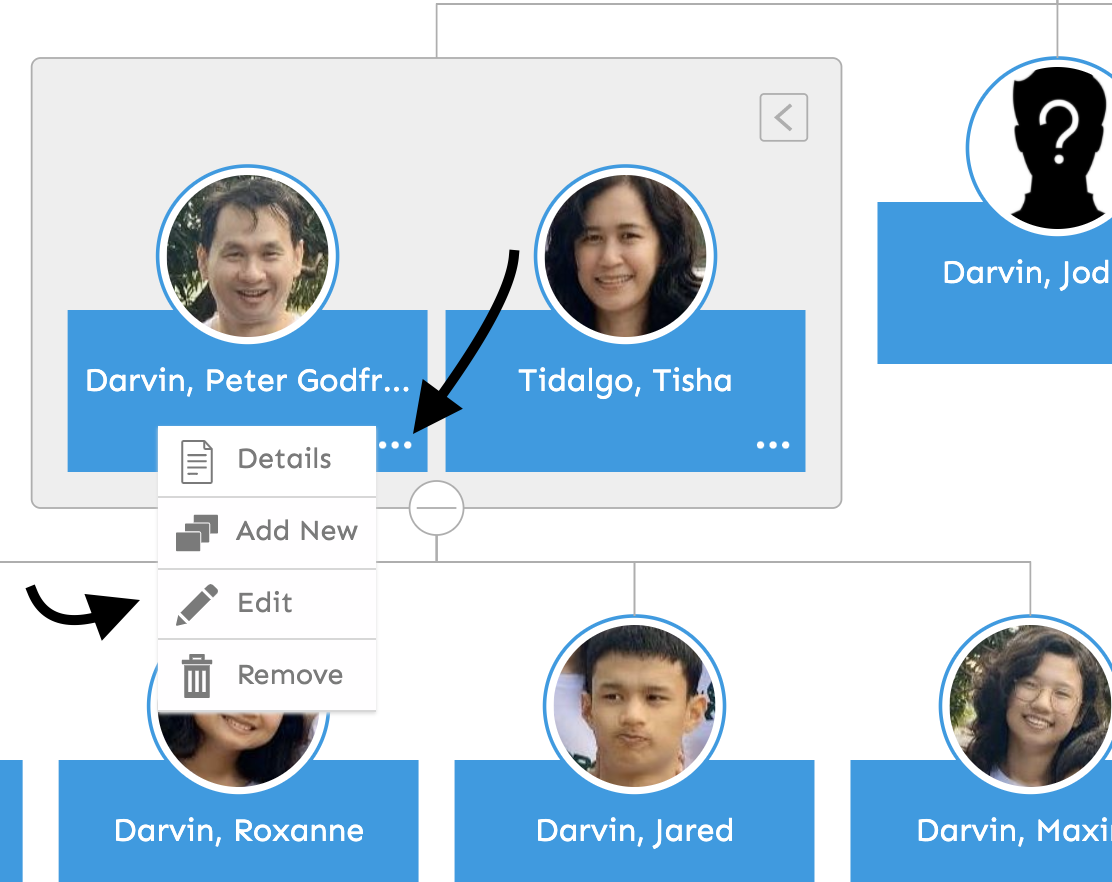 ?
Darvin, Jod
Darvin, Peter Godfr...
Tidalgo, Tisha
Details
Add New
Edit
Remove
Darvin, Roxanne
Darvin, Jared
Darvin, Maxi